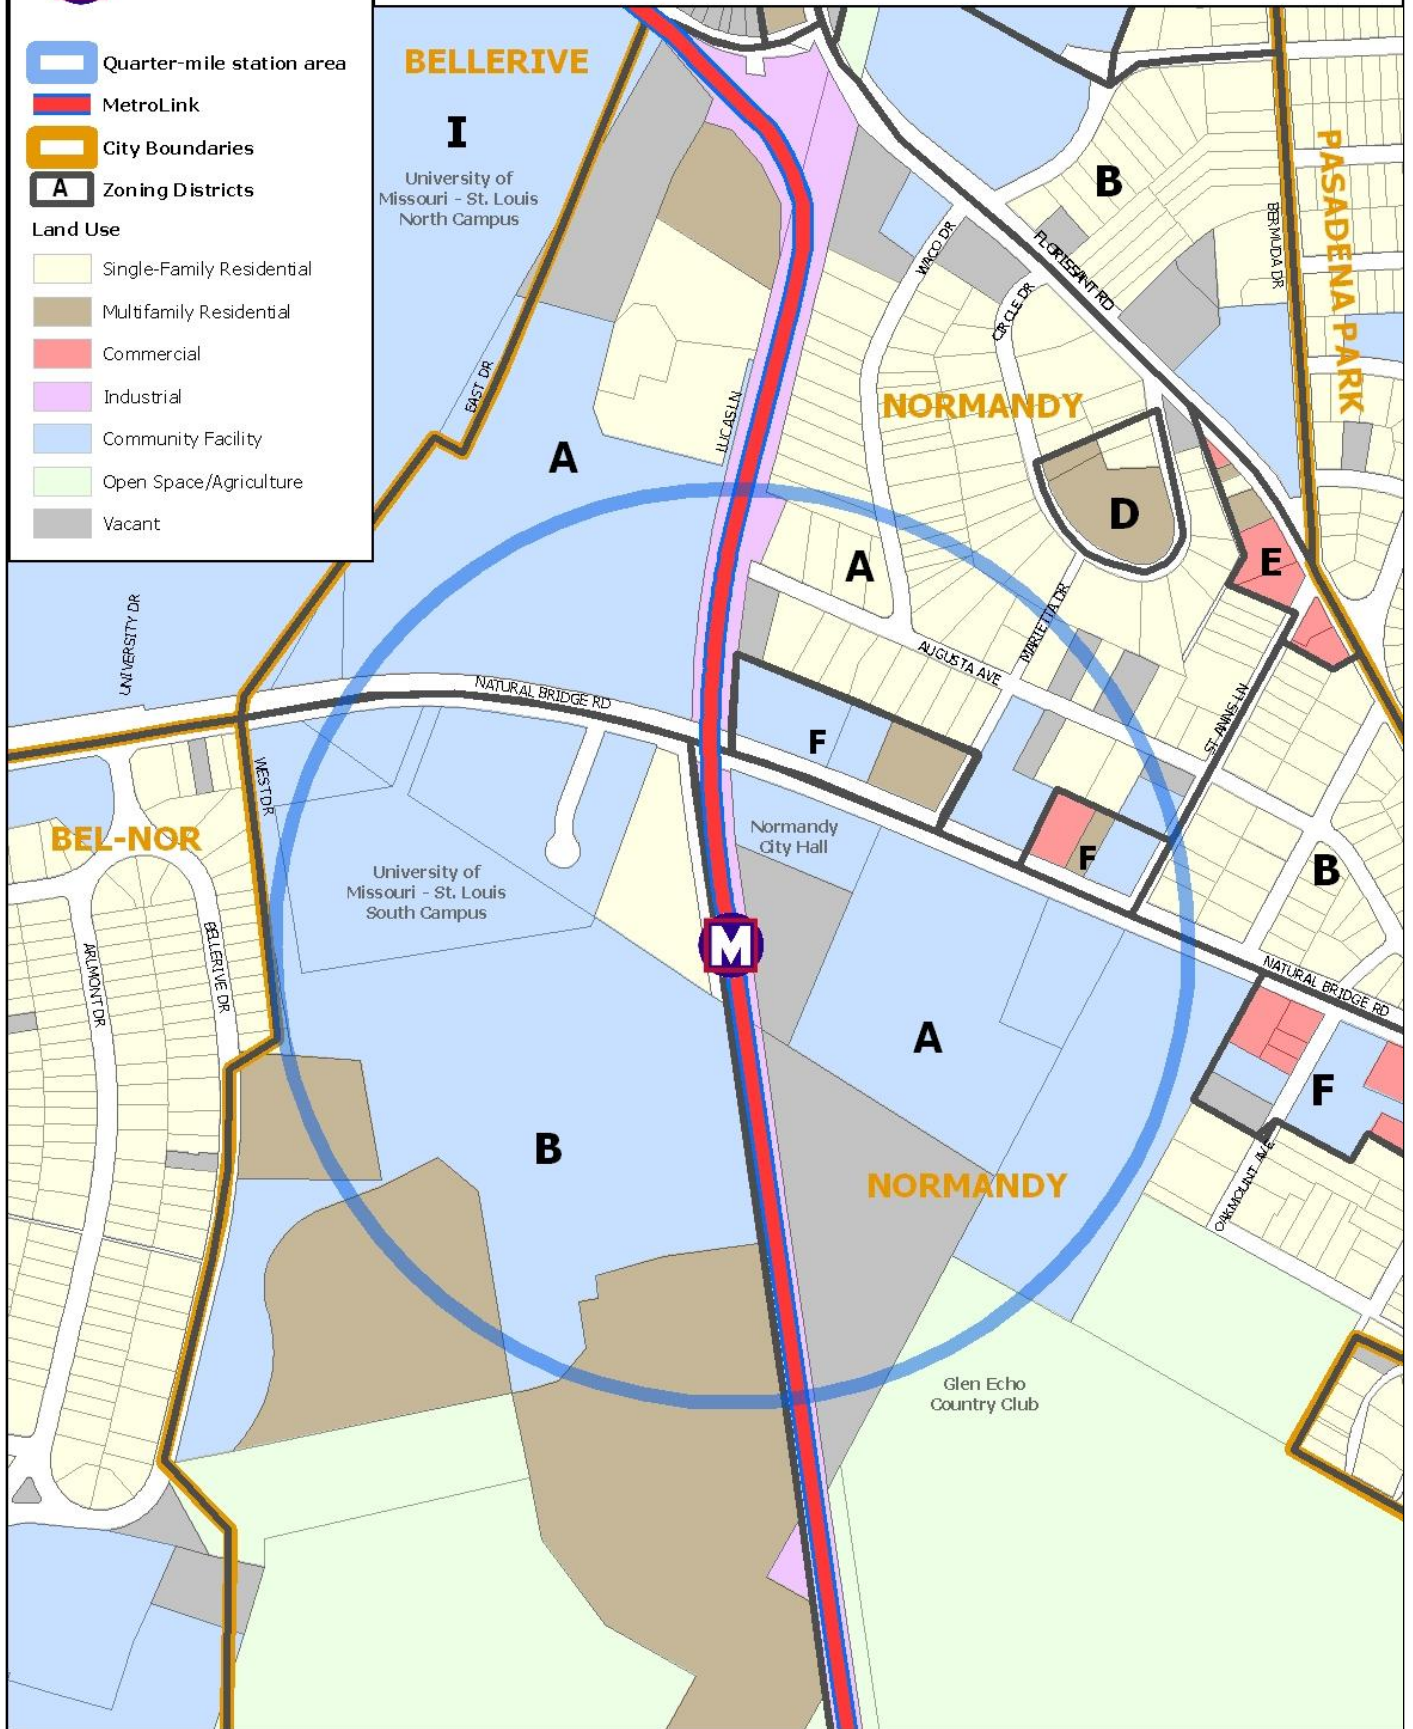 Quarter-mile station area
MetroLink
City Boundaries
A
Zoning Districts
Land Use
Single-Family Residential
Multifamily Residential
Commercial
Industrial
Community Facility
Open Space/Agriculture
Vacant
BELLERIVE
I
University of
Missouri - St. Louis
North Campus
B
PASADENA PARK
BERMUDA DR
FLORISSANT RD
WACO DR
CIRCLE DR
EAST DR
LUCAS LN
NORMANDY
A
D
E
A
UNIVERSITY DR
MARIETTA DR
AUGUSTA AVE
ST ANNS LN
NATURAL BRIDGE RD
F
WEST DR
BEL-NOR
Normandy
City Hall
F
B
University of
Missouri - St. Louis
South Campus
ARLMONT DR
BELLERIVE DR
M
NATURAL BRIDGE RD
A
F
B
NORMANDY
OAKMOUNT AVE
Glen Echo
Country Club